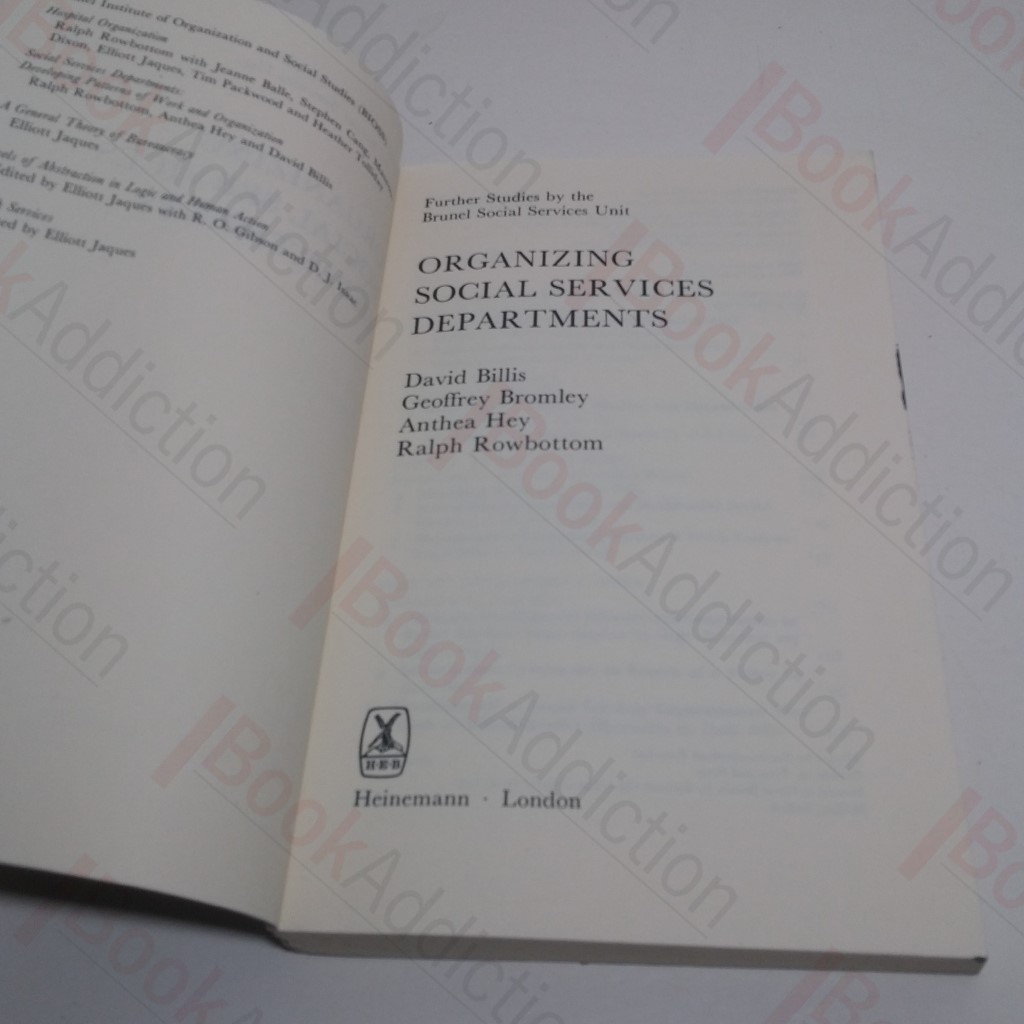 Institute of Organization and Social Studies (BIOSS)
Hospital Organization
Ralph Rowbottom with Jeanne Balle, Stephen Cang, 
Dixon, Elliott Jaques, Tim Packwood and Heather Tolliday
Social Services Departments:
Developing Patterns of Work and Organization
Ralph Rowbottom, Anthea Hey and David Billis
A General Theory of Bureaucracy
Elliott Jaques
of Abstraction in Logic and Human Action
by Elliott Jaques with R. O. Gibson and D. J. Isaac
Services
by Elliott Jaques
Further Studies by the
Brunel Social Services Unit
ORGANIZING
SOCIAL SERVICES
DEPARTMENTS
David Billis
Geoffrey Bromley
Anthea Hey
Ralph Rowbottom
H·E·B
Heinemann · London
BookAddiction